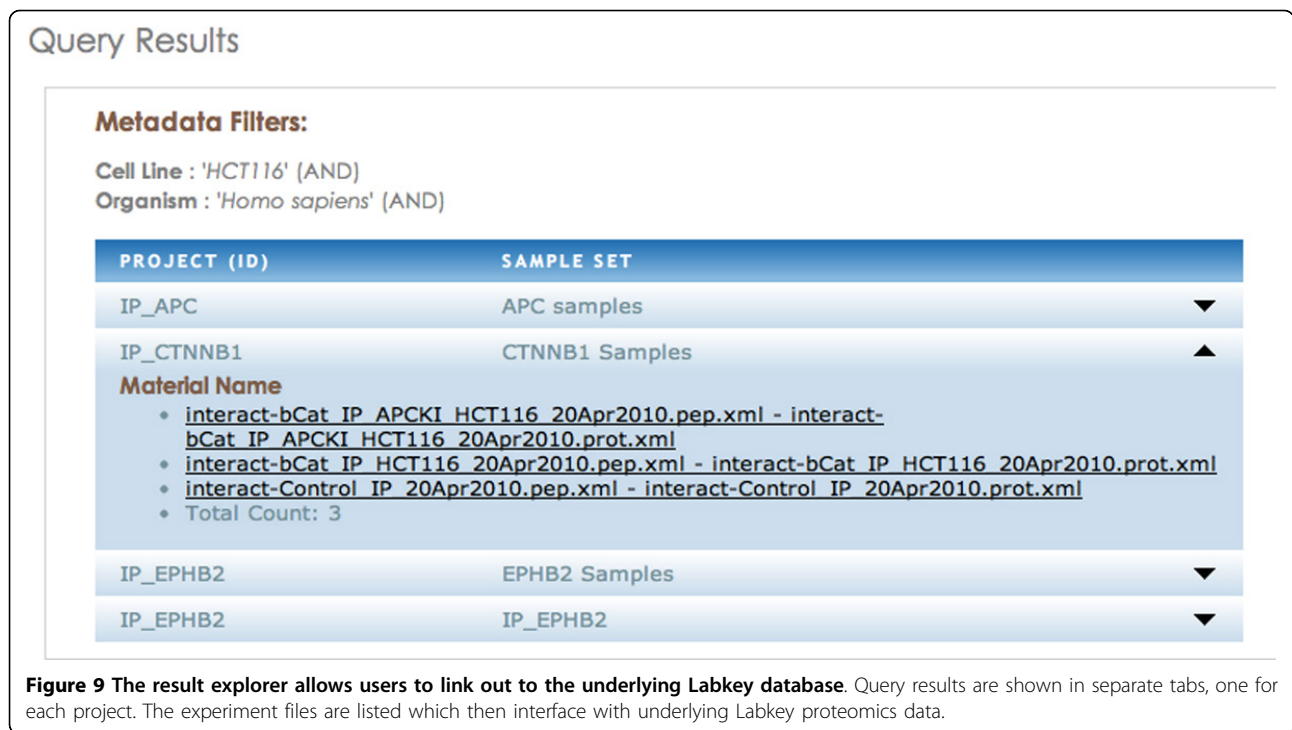 Query Results
Metadata Filters:
Cell Line : 'HCT116' (AND)
Organism : 'Homo sapiens' (AND)
PROJECT (ID) SAMPLE SET
IP_APC APC samples
IP_CTNNB1 CTNNB1 Samples
Material Name
• interact-bCat_IP_APCKI_HCT116_20Apr2010.pep.xml - interact-
bCat_IP_APCKI_HCT116_20Apr2010.prot.xml
• interact-bCat_IP_HCT116_20Apr2010.pep.xml - interact-bCat_IP_HCT116_20Apr2010.prot.xml
• interact-Control_IP_20Apr2010.pep.xml - interact-Control_IP_20Apr2010.prot.xml
• Total Count: 3
IP_EPHB2 EPHB2 Samples
IP_EPHB2 IP_EPHB2
Figure 9 The result explorer allows users to link out to the underlying Labkey database. Query results are shown in separate tabs, one for
each project. The experiment files are listed which then interface with underlying Labkey proteomics data.